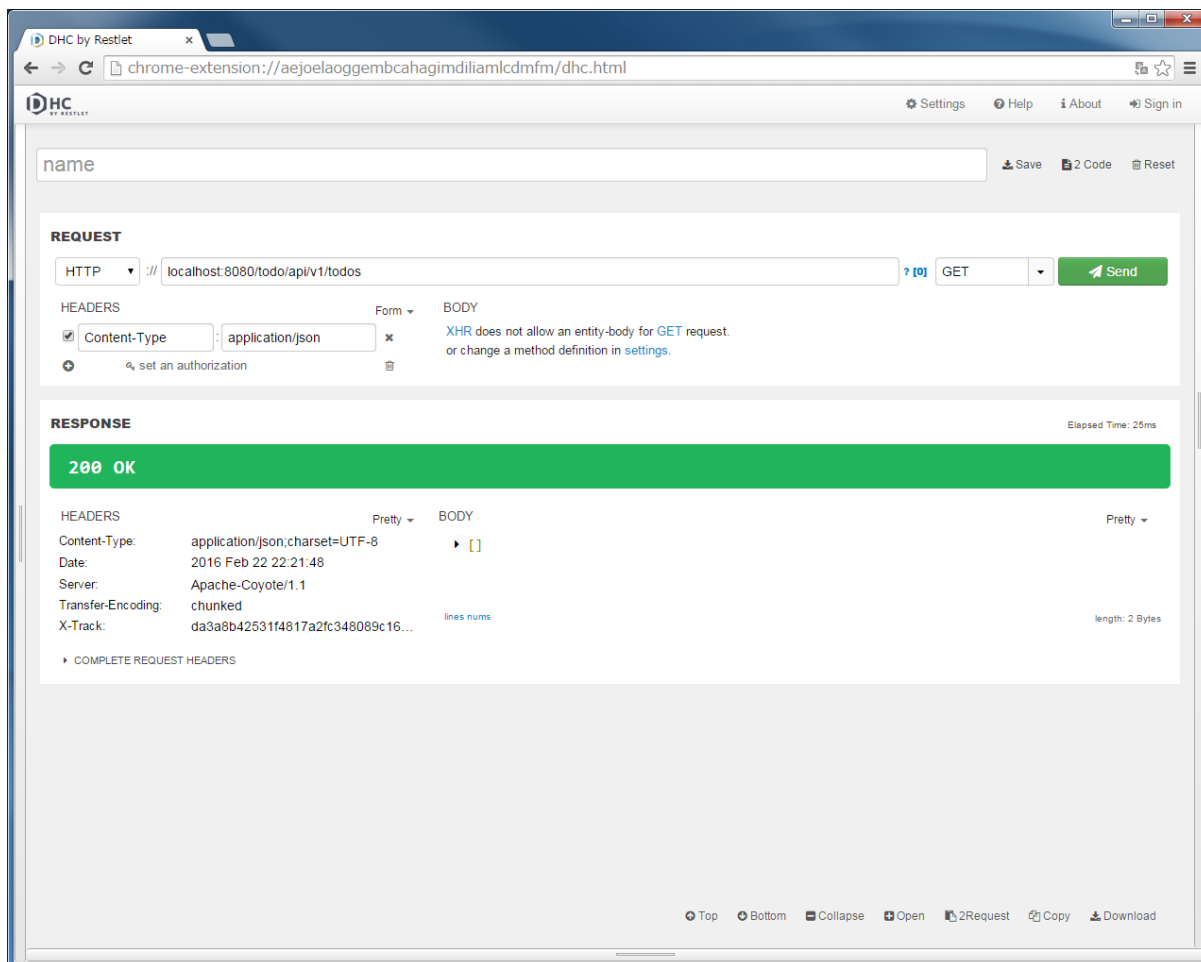 DHC by Restlet
chrome-extension://aejoelaoggembcahagimdiliamlcdmfm/dhc.html
DHC BY RESTLET
Settings Help About Sign in
name
Save 2 Code Reset
REQUEST
HTTP :// localhost:8080/todo/api/v1/todos ? [0] GET Send
HEADERS Form BODY
Content-Type : application/json
XHR does not allow an entity-body for GET request.
or change a method definition in settings.
set an authorization
RESPONSE Elapsed Time: 25ms
200 OK
HEADERS Pretty BODY Pretty
Content-Type: application/json;charset=UTF-8
[]
Date: 2016 Feb 22 22:21:48
Server: Apache-Coyote/1.1
Transfer-Encoding: chunked
X-Track: da3a8b42531f4817a2fc348089c16...
lines nums length: 2 Bytes
COMPLETE REQUEST HEADERS
Top Bottom Collapse Open 2Request Copy Download